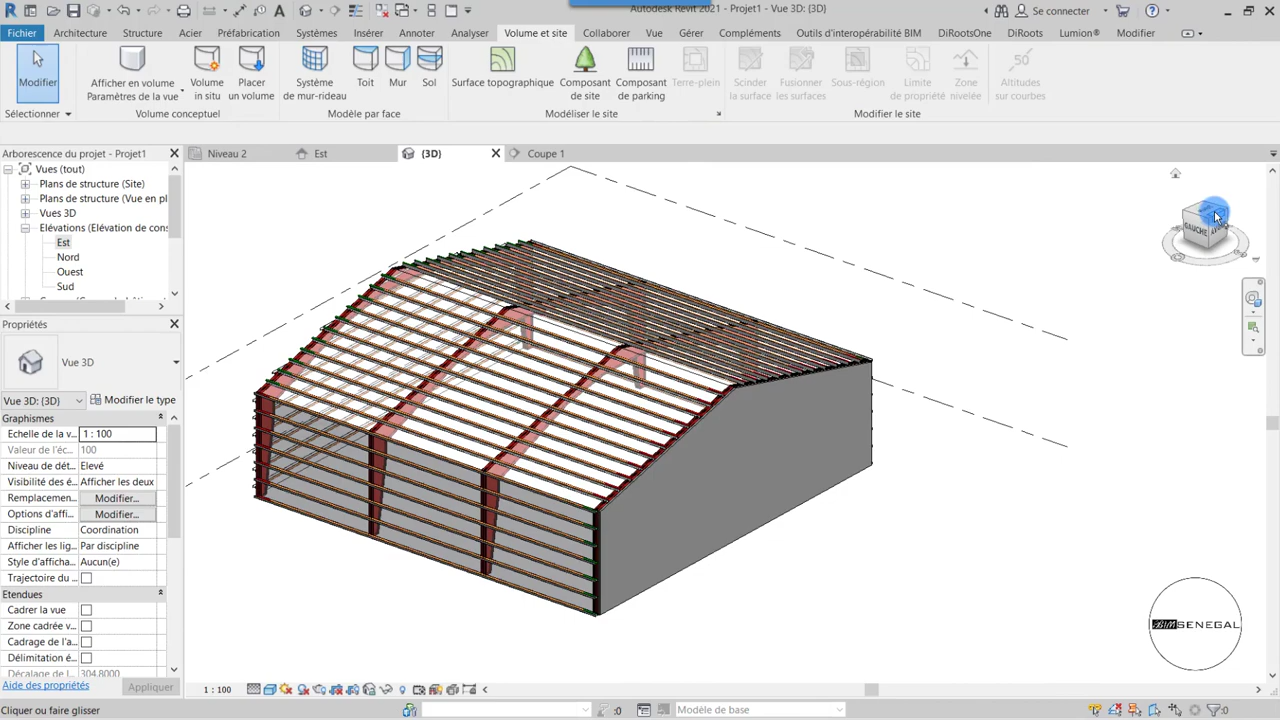 Autodesk Revit 2021 - Projet1 - Vue 3D: {3D}
Se connecter
Fichier Architecture Structure Acier Préfabrication Systèmes Insérer Annoter Analyser Volume et site Collaborer Vue Gérer Compléments Outils d'interopérabilité BIM DiRootsOne DiRoots Lumion® Modifier
Modifier
Afficher en volume
Paramètres de la vue
Volume
in situ
Placer
un volume
Système
de mur-rideau
Toit
Mur
Sol
Surface topographique
Composant
de site
Composant
de parking
Terre-plein
Scinder
la surface
Fusionner
les surfaces
Sous-région
Limite
de propriété
Zone
nivelée
50
Altitudes
sur courbes
Sélectionner
Volume conceptuel
Modèle par face
Modéliser le site
Modifier le site
Arborescence du projet - Projet1
Niveau 2
Est
{3D}
Coupe 1
Vues (tout)
Plans de structure (Site)
Plans de structure (Vue en pl
Vues 3D
Elévations (Elévation de cons
Est
Nord
Ouest
Sud
Propriétés
Vue 3D
Vue 3D: {3D}
Modifier le type
Graphismes
Echelle de la v... 1 : 100
Valeur de l'éc... 100
Niveau de dét... Elevé
Visibilité des é... Afficher les deux
Remplacemen... Modifier...
Options d'affi... Modifier...
Discipline Coordination
Afficher les lig... Par discipline
Style d'afficha... Aucun(e)
Trajectoire du
Etendues
Cadrer la vue
Zone cadrée v...
Cadrage de l'a...
Délimitation é...
Décalage de l... 304.8000
Aide des propriétés
Appliquer
GAUCHE
BIM SENEGAL
1 : 100
Cliquer ou faire glisser
:0
Modèle de base
:0